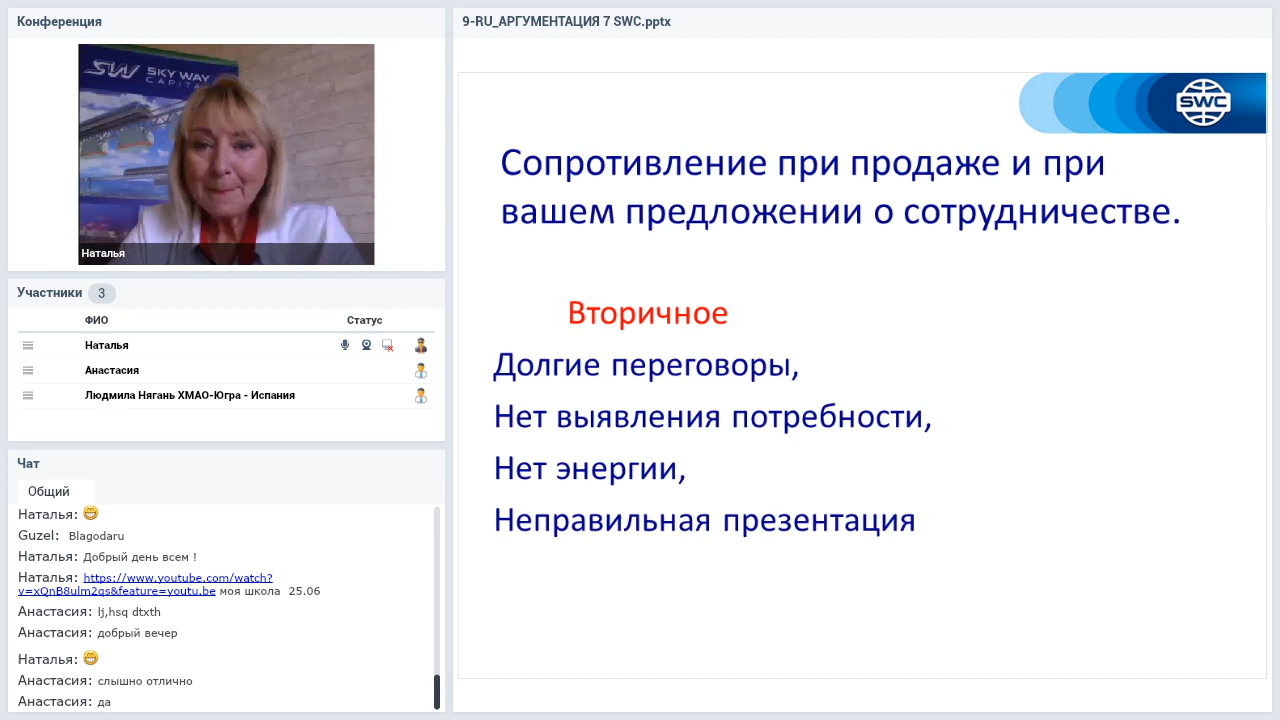 Конференция
SW SKY WAY
CAPITAL
Наталья
Участники 3
ФИО Статус
Наталья
Анастасия
Людмила Нягань ХМАО-Югра - Испания
Чат
Общий
Наталья:
Guzel: Blagodaru
Наталья: Добрый день всем !
Наталья: https://www.youtube.com/watch?
v=xQnB8ulm2qs&feature=youtu.be моя школа 25.06
Анастасия: lj,hsq dtxth
Анастасия: добрый вечер
Наталья:
Анастасия: слышно отлично
Анастасия: да
9-RU_АРГУМЕНТАЦИЯ 7 SWC.pptx
SWC
Сопротивление при продаже и при
вашем предложении о сотрудничестве.
Вторичное
Долгие переговоры,
Нет выявления потребности,
Нет энергии,
Неправильная презентация